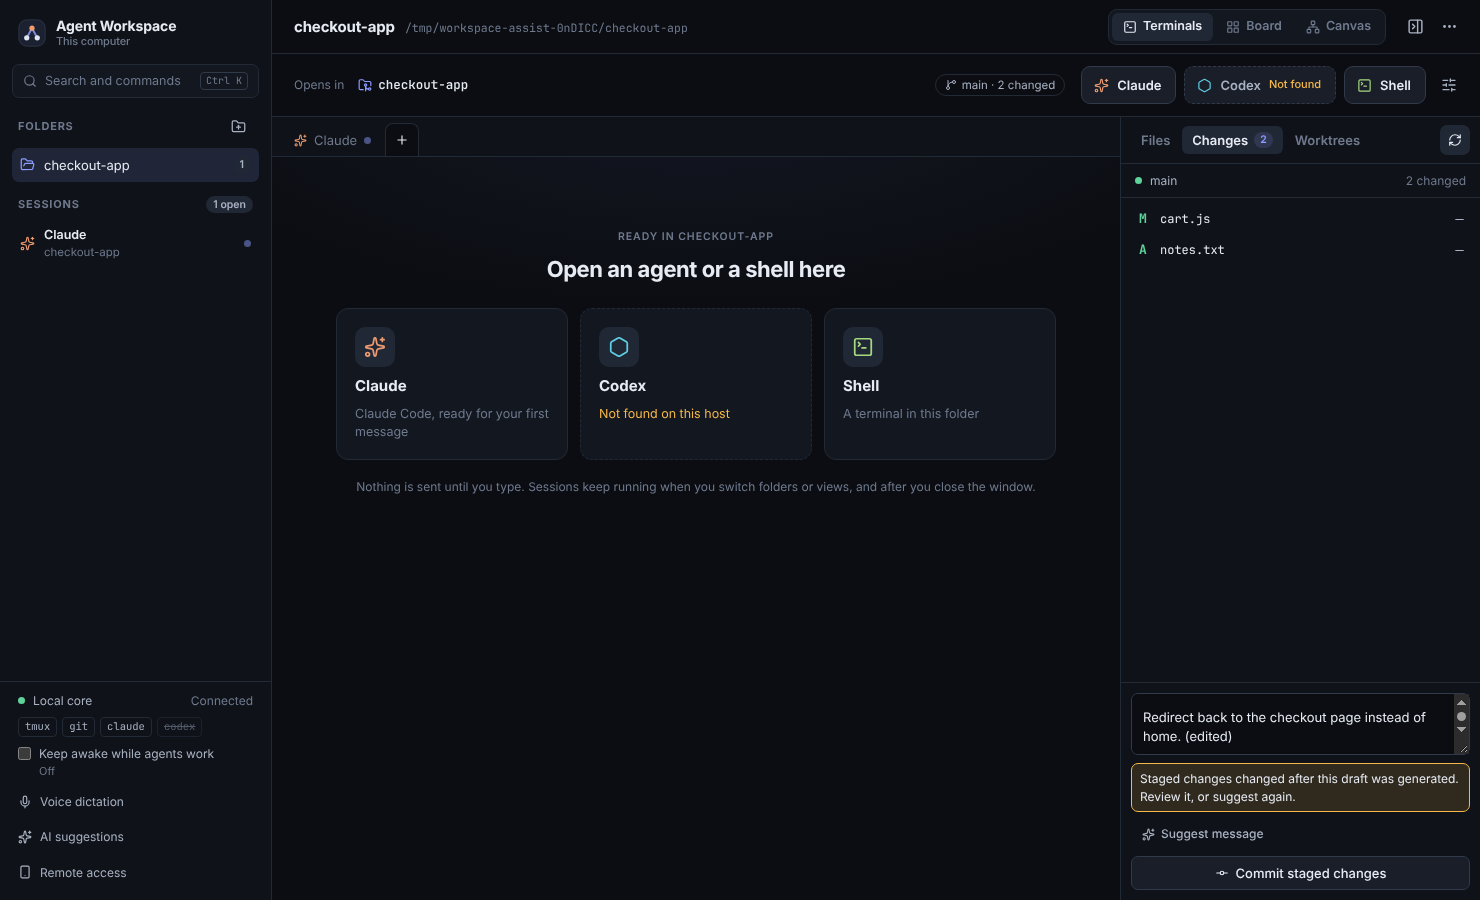 Agent Workspace
This computer
Search and commands Ctrl K
FOLDERS
checkout-app 1
SESSIONS 1 open
Claude
checkout-app
Local core Connected
tmux git claude codex
Keep awake while agents work
Off
Voice dictation
AI suggestions
Remote access
checkout-app /tmp/workspace-assist-0nDICC/checkout-app
Terminals Board Canvas
Opens in checkout-app
main · 2 changed
Claude
Codex Not found
Shell
Claude
READY IN CHECKOUT-APP
Open an agent or a shell here
Claude
Claude Code, ready for your first
message
Codex
Not found on this host
Shell
A terminal in this folder
Nothing is sent until you type. Sessions keep running when you switch folders or views, and after you close the window.
Files Changes 2 Worktrees
main 2 changed
M cart.js —
A notes.txt —
Redirect back to the checkout page instead of
home. (edited)
Staged changes changed after this draft was generated.
Review it, or suggest again.
Suggest message
Commit staged changes